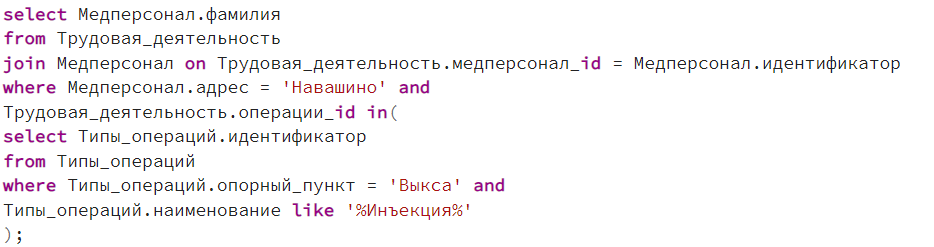 select Медперсонал.фамилия
from Трудовая_деятельность
join Медперсонал on Трудовая_деятельность.медперсонал_id = Медперсонал.идентификатор
where Медперсонал.адрес = 'Навашино' and
Трудовая_деятельность.операции_id in(
select Типы_операций.идентификатор
from Типы_операций
where Типы_операций.опорный_пункт = 'Выкса' and
Типы_операций.наименование like '%Инъекция%'
);